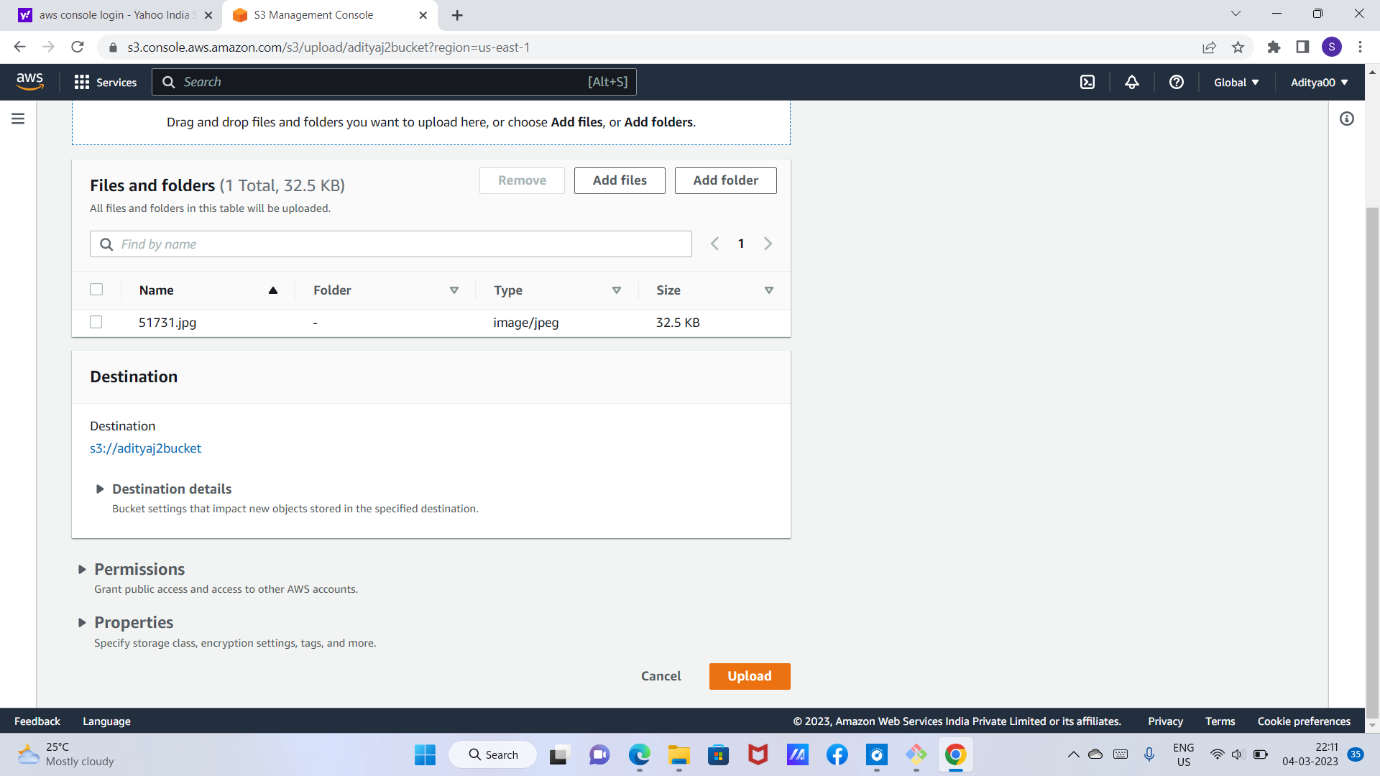 aws console login - Yahoo India S
S3 Management Console
s3.console.aws.amazon.com/s3/upload/adityaj2bucket?region=us-east-1
S
aws
Services
Search
[Alt+S]
Global
Aditya00
Drag and drop files and folders you want to upload here, or choose Add files, or Add folders.
Files and folders (1 Total, 32.5 KB)
Remove
Add files
Add folder
All files and folders in this table will be uploaded.
Find by name
1
Name
Folder
Type
Size
51731.jpg
-
image/jpeg
32.5 KB
Destination
Destination
s3://adityaj2bucket
Destination details
Bucket settings that impact new objects stored in the specified destination.
Permissions
Grant public access and access to other AWS accounts.
Properties
Specify storage class, encryption settings, tags, and more.
Cancel
Upload
Feedback
Language
© 2023, Amazon Web Services India Private Limited or its affiliates.
Privacy
Terms
Cookie preferences
25°C
Mostly cloudy
Search
ENG
US
22:11
04-03-2023
35